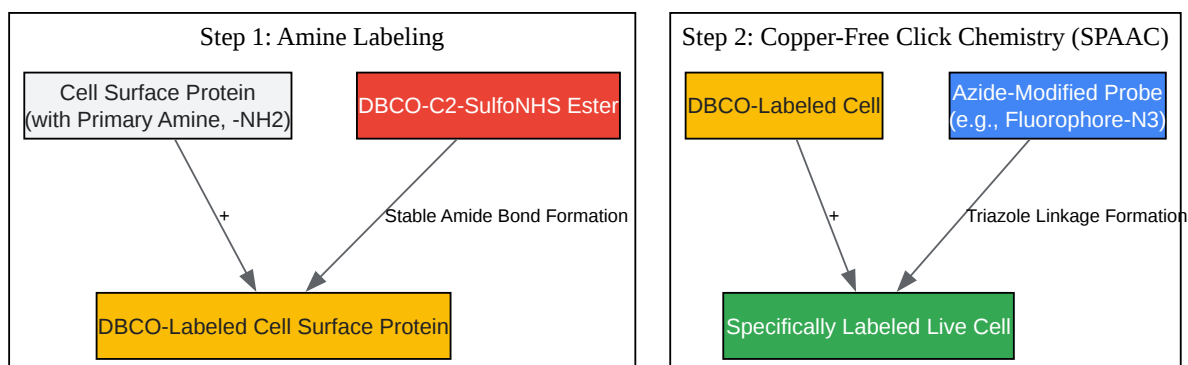 Step 1: Amine Labeling
Cell Surface Protein
(with Primary Amine, -NH2)
DBCO-C2-SulfoNHS Ester
+
Stable Amide Bond Formation
DBCO-Labeled Cell Surface Protein
Step 2: Copper-Free Click Chemistry (SPAAC)
DBCO-Labeled Cell
Azide-Modified Probe
(e.g., Fluorophore-N3)
+
Triazole Linkage Formation
Specifically Labeled Live Cell